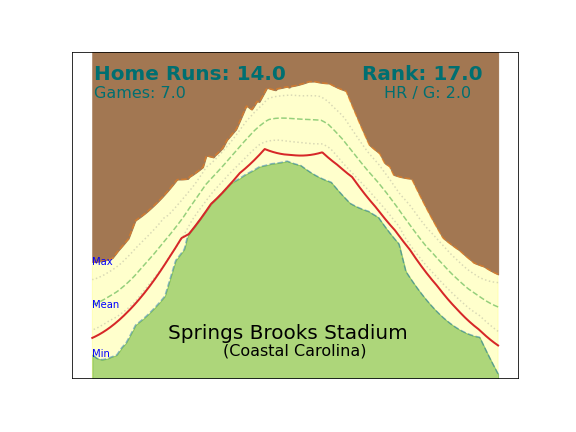 Home Runs: 14.0
Rank: 17.0
Games: 7.0
HR / G: 2.0
Max
Mean
Min
Springs Brooks Stadium
(Coastal Carolina)